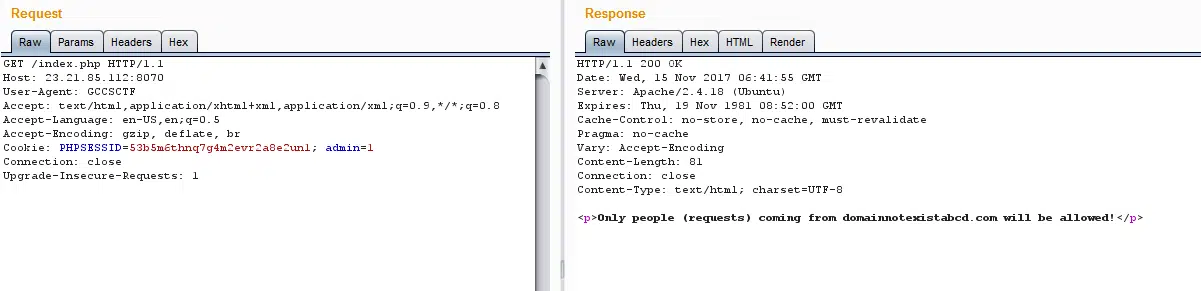 Request
Raw Params Headers Hex
GET /index.php HTTP/1.1
Host: 23.21.85.112:8070
User-Agent: GCCSCTF
Accept: text/html,application/xhtml+xml,application/xml;q=0.9,*/*;q=0.8
Accept-Language: en-US,en;q=0.5
Accept-Encoding: gzip, deflate, br
Cookie: PHPSESSID=53b5m6thnq7g4m2evr2a8e2un1; admin=1
Connection: close
Upgrade-Insecure-Requests: 1
Response
Raw Headers Hex HTML Render
HTTP/1.1 200 OK
Date: Wed, 15 Nov 2017 06:41:55 GMT
Server: Apache/2.4.18 (Ubuntu)
Expires: Thu, 19 Nov 1981 08:52:00 GMT
Cache-Control: no-store, no-cache, must-revalidate
Pragma: no-cache
Vary: Accept-Encoding
Content-Length: 81
Connection: close
Content-Type: text/html; charset=UTF-8
<p>Only people (requests) coming from domainnotexistabcd.com will be allowed!</p>